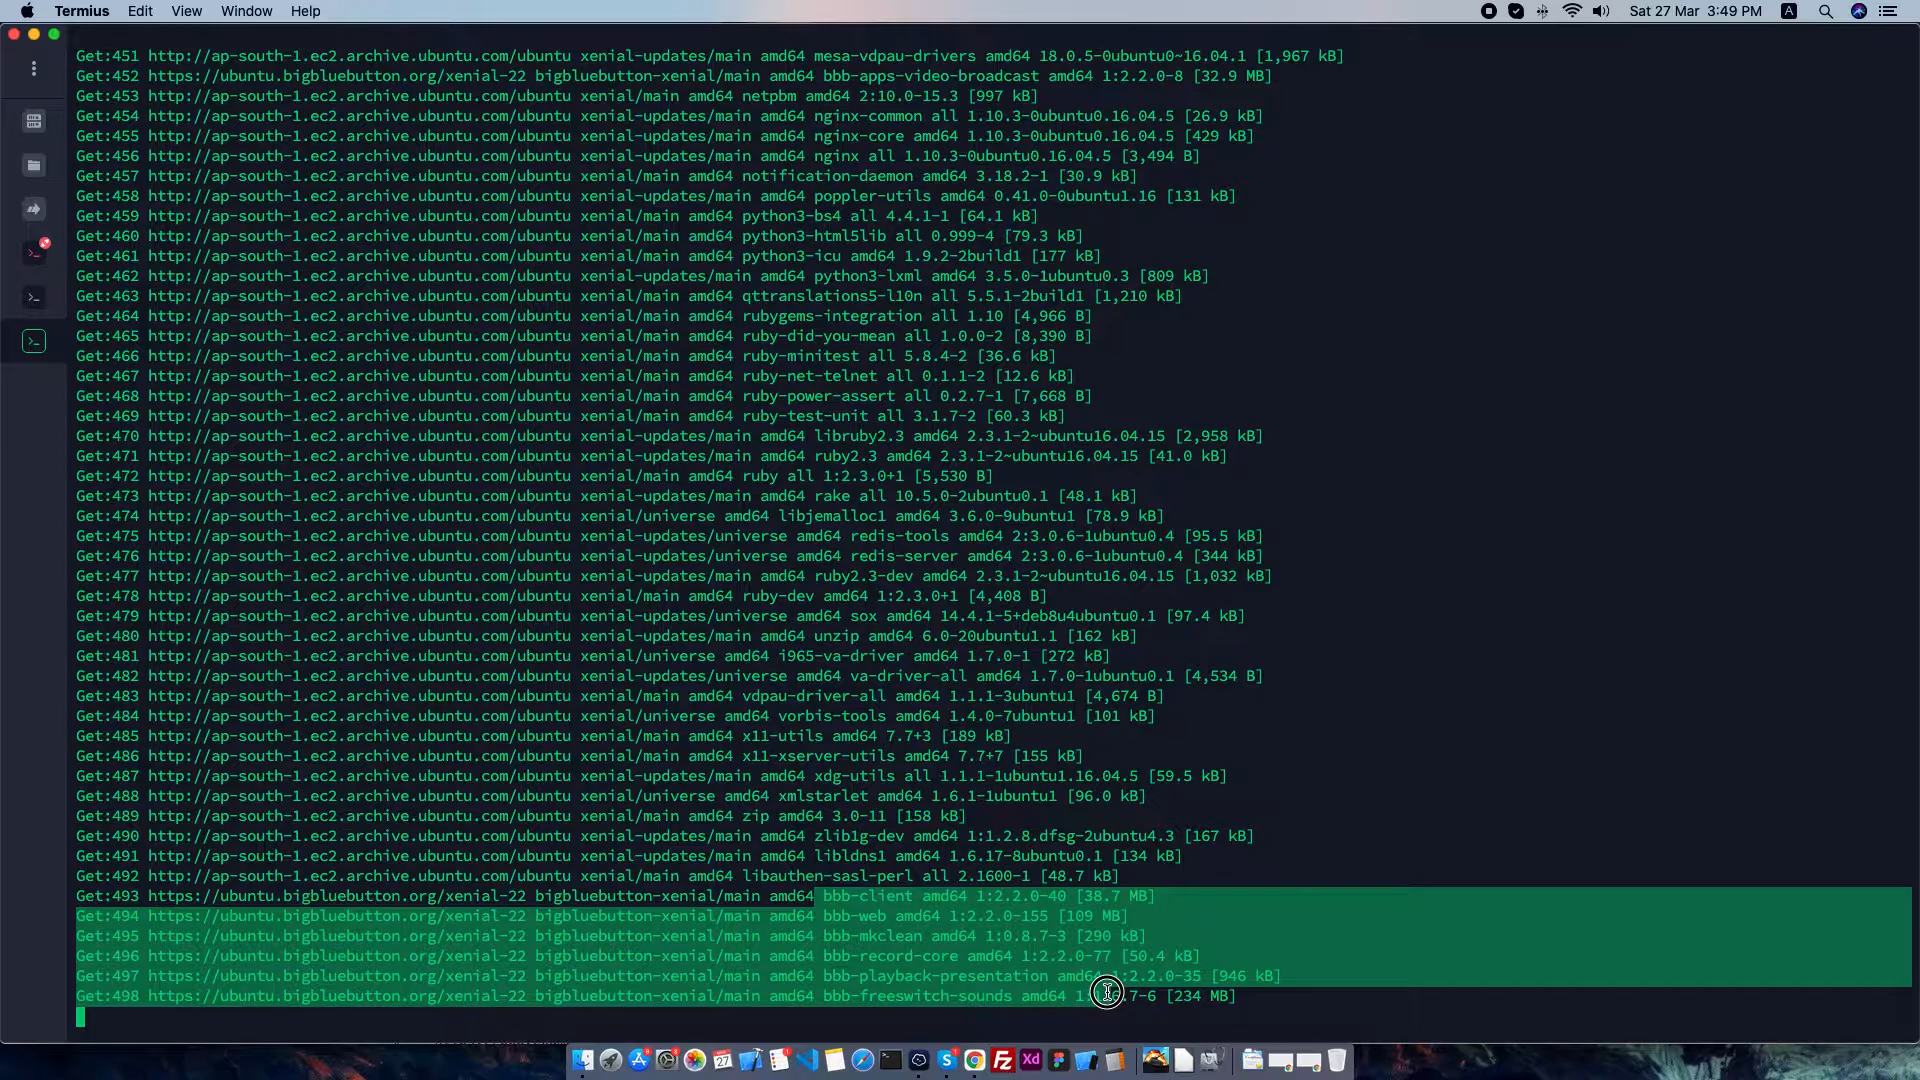 Termius Edit View Window Help Sat 27 Mar 3:49 PM A
Get:451 http://ap-south-1.ec2.archive.ubuntu.com/ubuntu xenial-updates/main amd64 mesa-vdpau-drivers amd64 18.0.5-0ubuntu0~16.04.1 [1,967 kB]
Get:452 https://ubuntu.bigbluebutton.org/xenial-22 bigbluebutton-xenial/main amd64 bbb-apps-video-broadcast amd64 1:2.2.0-8 [32.9 MB]
Get:453 http://ap-south-1.ec2.archive.ubuntu.com/ubuntu xenial/main amd64 netpbm amd64 2:10.0-15.3 [997 kB]
Get:454 http://ap-south-1.ec2.archive.ubuntu.com/ubuntu xenial-updates/main amd64 nginx-common all 1.10.3-0ubuntu0.16.04.5 [26.9 kB]
Get:455 http://ap-south-1.ec2.archive.ubuntu.com/ubuntu xenial-updates/main amd64 nginx-core amd64 1.10.3-0ubuntu0.16.04.5 [429 kB]
Get:456 http://ap-south-1.ec2.archive.ubuntu.com/ubuntu xenial-updates/main amd64 nginx all 1.10.3-0ubuntu0.16.04.5 [3,494 B]
Get:457 http://ap-south-1.ec2.archive.ubuntu.com/ubuntu xenial/main amd64 notification-daemon amd64 3.18.2-1 [30.9 kB]
Get:458 http://ap-south-1.ec2.archive.ubuntu.com/ubuntu xenial-updates/main amd64 poppler-utils amd64 0.41.0-0ubuntu1.16 [131 kB]
Get:459 http://ap-south-1.ec2.archive.ubuntu.com/ubuntu xenial/main amd64 python3-bs4 all 4.4.1-1 [64.1 kB]
Get:460 http://ap-south-1.ec2.archive.ubuntu.com/ubuntu xenial/main amd64 python3-html5lib all 0.999-4 [79.3 kB]
Get:461 http://ap-south-1.ec2.archive.ubuntu.com/ubuntu xenial/main amd64 python3-icu amd64 1.9.2-2build1 [177 kB]
Get:462 http://ap-south-1.ec2.archive.ubuntu.com/ubuntu xenial-updates/main amd64 python3-lxml amd64 3.5.0-1ubuntu0.3 [809 kB]
Get:463 http://ap-south-1.ec2.archive.ubuntu.com/ubuntu xenial/main amd64 qttranslations5-l10n all 5.5.1-2build1 [1,210 kB]
Get:464 http://ap-south-1.ec2.archive.ubuntu.com/ubuntu xenial/main amd64 rubygems-integration all 1.10 [4,966 B]
Get:465 http://ap-south-1.ec2.archive.ubuntu.com/ubuntu xenial/main amd64 ruby-did-you-mean all 1.0.0-2 [8,390 B]
Get:466 http://ap-south-1.ec2.archive.ubuntu.com/ubuntu xenial/main amd64 ruby-minitest all 5.8.4-2 [36.6 kB]
Get:467 http://ap-south-1.ec2.archive.ubuntu.com/ubuntu xenial/main amd64 ruby-net-telnet all 0.1.1-2 [12.6 kB]
Get:468 http://ap-south-1.ec2.archive.ubuntu.com/ubuntu xenial/main amd64 ruby-power-assert all 0.2.7-1 [7,668 B]
Get:469 http://ap-south-1.ec2.archive.ubuntu.com/ubuntu xenial/main amd64 ruby-test-unit all 3.1.7-2 [60.3 kB]
Get:470 http://ap-south-1.ec2.archive.ubuntu.com/ubuntu xenial-updates/main amd64 libruby2.3 amd64 2.3.1-2~ubuntu16.04.15 [2,958 kB]
Get:471 http://ap-south-1.ec2.archive.ubuntu.com/ubuntu xenial-updates/main amd64 ruby2.3 amd64 2.3.1-2~ubuntu16.04.15 [41.0 kB]
Get:472 http://ap-south-1.ec2.archive.ubuntu.com/ubuntu xenial/main amd64 ruby all 1:2.3.0+1 [5,530 B]
Get:473 http://ap-south-1.ec2.archive.ubuntu.com/ubuntu xenial-updates/main amd64 rake all 10.5.0-2ubuntu0.1 [48.1 kB]
Get:474 http://ap-south-1.ec2.archive.ubuntu.com/ubuntu xenial/universe amd64 libjemalloc1 amd64 3.6.0-9ubuntu1 [78.9 kB]
Get:475 http://ap-south-1.ec2.archive.ubuntu.com/ubuntu xenial-updates/universe amd64 redis-tools amd64 2:3.0.6-1ubuntu0.4 [95.5 kB]
Get:476 http://ap-south-1.ec2.archive.ubuntu.com/ubuntu xenial-updates/universe amd64 redis-server amd64 2:3.0.6-1ubuntu0.4 [344 kB]
Get:477 http://ap-south-1.ec2.archive.ubuntu.com/ubuntu xenial-updates/main amd64 ruby2.3-dev amd64 2.3.1-2~ubuntu16.04.15 [1,032 kB]
Get:478 http://ap-south-1.ec2.archive.ubuntu.com/ubuntu xenial/main amd64 ruby-dev amd64 1:2.3.0+1 [4,408 B]
Get:479 http://ap-south-1.ec2.archive.ubuntu.com/ubuntu xenial-updates/universe amd64 sox amd64 14.4.1-5+deb8u4ubuntu0.1 [97.4 kB]
Get:480 http://ap-south-1.ec2.archive.ubuntu.com/ubuntu xenial-updates/main amd64 unzip amd64 6.0-20ubuntu1.1 [162 kB]
Get:481 http://ap-south-1.ec2.archive.ubuntu.com/ubuntu xenial/universe amd64 i965-va-driver amd64 1.7.0-1 [272 kB]
Get:482 http://ap-south-1.ec2.archive.ubuntu.com/ubuntu xenial-updates/universe amd64 va-driver-all amd64 1.7.0-1ubuntu0.1 [4,534 B]
Get:483 http://ap-south-1.ec2.archive.ubuntu.com/ubuntu xenial/main amd64 vdpau-driver-all amd64 1.1.1-3ubuntu1 [4,674 B]
Get:484 http://ap-south-1.ec2.archive.ubuntu.com/ubuntu xenial/universe amd64 vorbis-tools amd64 1.4.0-7ubuntu1 [101 kB]
Get:485 http://ap-south-1.ec2.archive.ubuntu.com/ubuntu xenial/main amd64 x11-utils amd64 7.7+3 [189 kB]
Get:486 http://ap-south-1.ec2.archive.ubuntu.com/ubuntu xenial/main amd64 x11-xserver-utils amd64 7.7+7 [155 kB]
Get:487 http://ap-south-1.ec2.archive.ubuntu.com/ubuntu xenial-updates/main amd64 xdg-utils all 1.1.1-1ubuntu1.16.04.5 [59.5 kB]
Get:488 http://ap-south-1.ec2.archive.ubuntu.com/ubuntu xenial/universe amd64 xmlstarlet amd64 1.6.1-1ubuntu1 [96.0 kB]
Get:489 http://ap-south-1.ec2.archive.ubuntu.com/ubuntu xenial/main amd64 zip amd64 3.0-11 [158 kB]
Get:490 http://ap-south-1.ec2.archive.ubuntu.com/ubuntu xenial-updates/main amd64 zlib1g-dev amd64 1:1.2.8.dfsg-2ubuntu4.3 [167 kB]
Get:491 http://ap-south-1.ec2.archive.ubuntu.com/ubuntu xenial-updates/main amd64 libldns1 amd64 1.6.17-8ubuntu0.1 [134 kB]
Get:492 http://ap-south-1.ec2.archive.ubuntu.com/ubuntu xenial/main amd64 libauthen-sasl-perl all 2.1600-1 [48.7 kB]
Get:493 https://ubuntu.bigbluebutton.org/xenial-22 bigbluebutton-xenial/main amd64 bbb-client amd64 1:2.2.0-40 [38.7 MB]
Get:494 https://ubuntu.bigbluebutton.org/xenial-22 bigbluebutton-xenial/main amd64 bbb-web amd64 1:2.2.0-155 [109 MB]
Get:495 https://ubuntu.bigbluebutton.org/xenial-22 bigbluebutton-xenial/main amd64 bbb-mkclean amd64 1:0.8.7-3 [290 kB]
Get:496 https://ubuntu.bigbluebutton.org/xenial-22 bigbluebutton-xenial/main amd64 bbb-record-core amd64 1:2.2.0-77 [50.4 kB]
Get:497 https://ubuntu.bigbluebutton.org/xenial-22 bigbluebutton-xenial/main amd64 bbb-playback-presentation amd64 1:2.2.0-35 [946 kB]
Get:498 https://ubuntu.bigbluebutton.org/xenial-22 bigbluebutton-xenial/main amd64 bbb-freeswitch-sounds amd64 [234 MB]